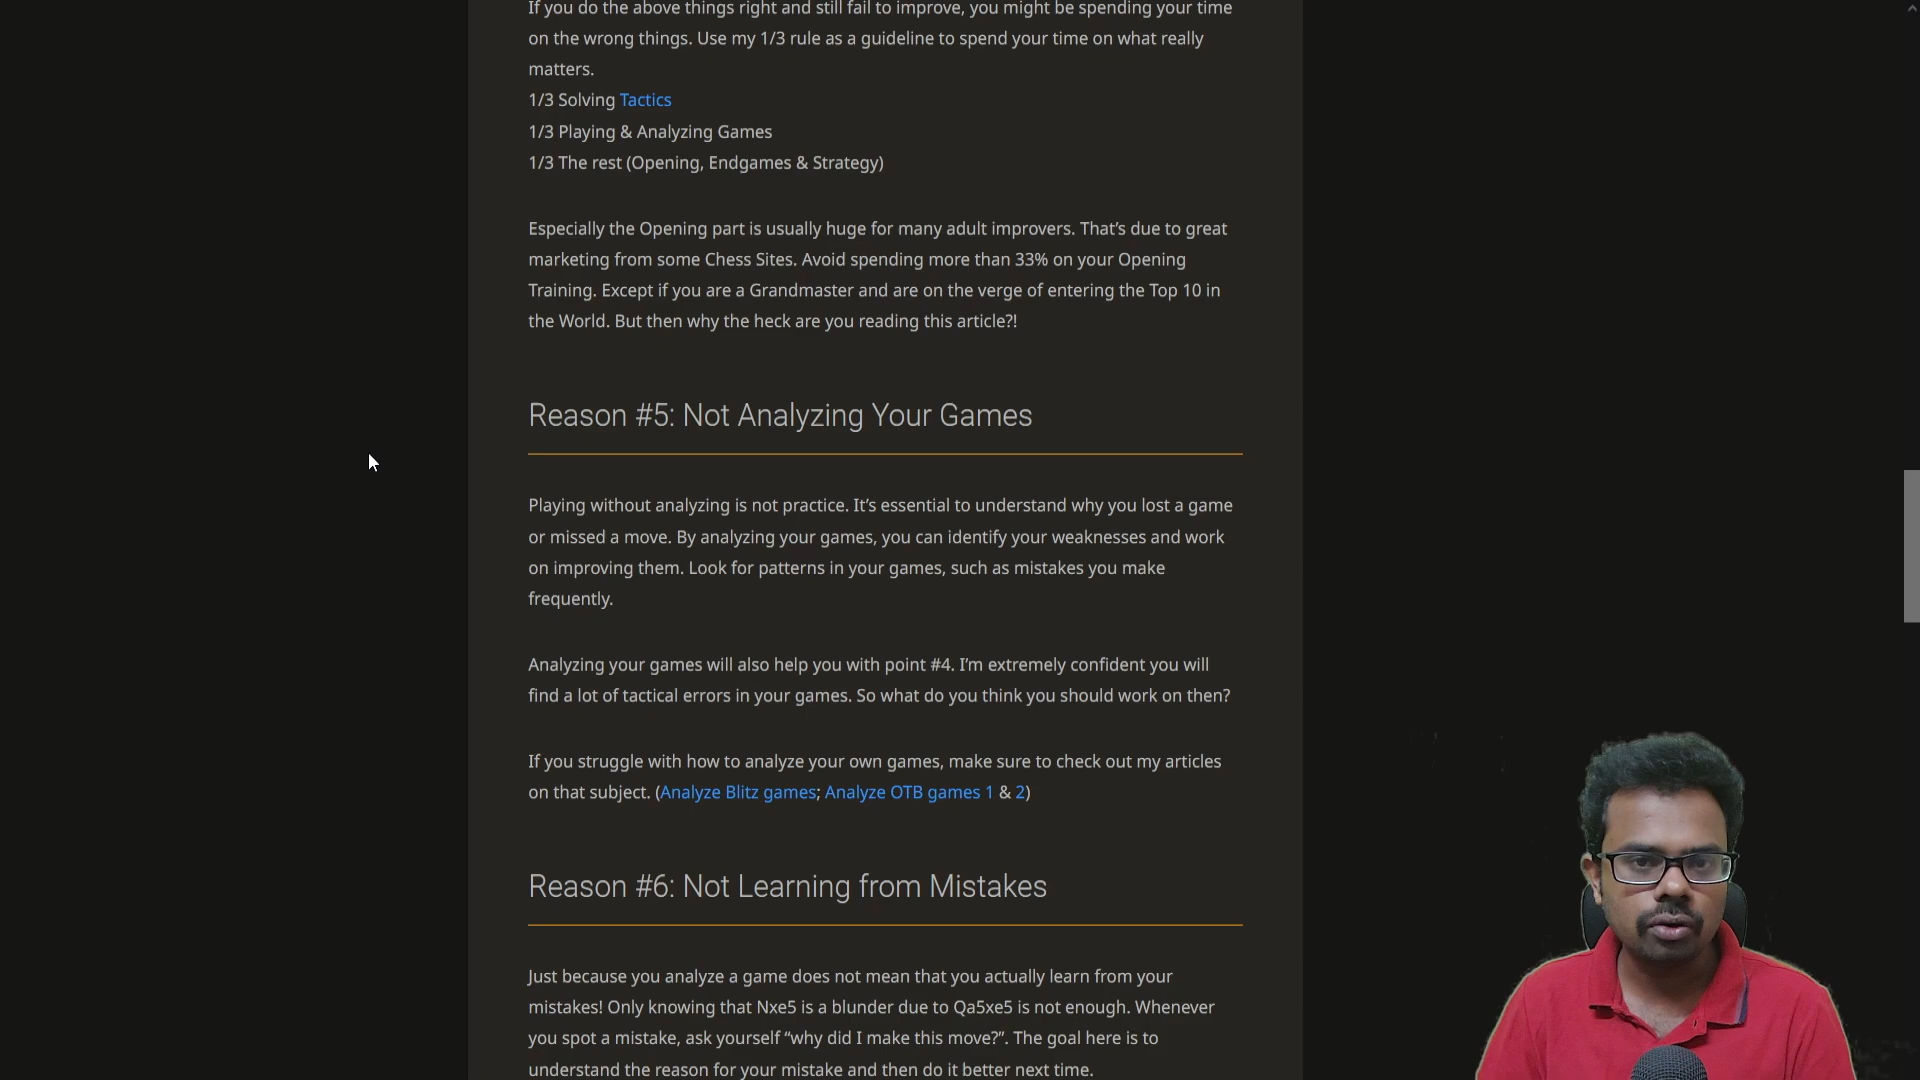 If you do the above things right and still fail to improve, you might be spending your time
on the wrong things. Use my 1/3 rule as a guideline to spend your time on what really
matters.
1/3 Solving Tactics
1/3 Playing & Analyzing Games
1/3 The rest (Opening, Endgames & Strategy)
Especially the Opening part is usually huge for many adult improvers. That’s due to great
marketing from some Chess Sites. Avoid spending more than 33% on your Opening
Training. Except if you are a Grandmaster and are on the verge of entering the Top 10 in
the World. But then why the heck are you reading this article?!
Reason #5: Not Analyzing Your Games
Playing without analyzing is not practice. It’s essential to understand why you lost a game
or missed a move. By analyzing your games, you can identify your weaknesses and work
on improving them. Look for patterns in your games, such as mistakes you make
frequently.
Analyzing your games will also help you with point #4. I’m extremely confident you will
find a lot of tactical errors in your games. So what do you think you should work on then?
If you struggle with how to analyze your own games, make sure to check out my articles
on that subject. (Analyze Blitz games; Analyze OTB games 1 & 2)
Reason #6: Not Learning from Mistakes
Just because you analyze a game does not mean that you actually learn from your
mistakes! Only knowing that Nxe5 is a blunder due to Qa5xe5 is not enough. Whenever
you spot a mistake, ask yourself “why did I make this move?”. The goal here is to
understand the reason for your mistake and then do it better next time.